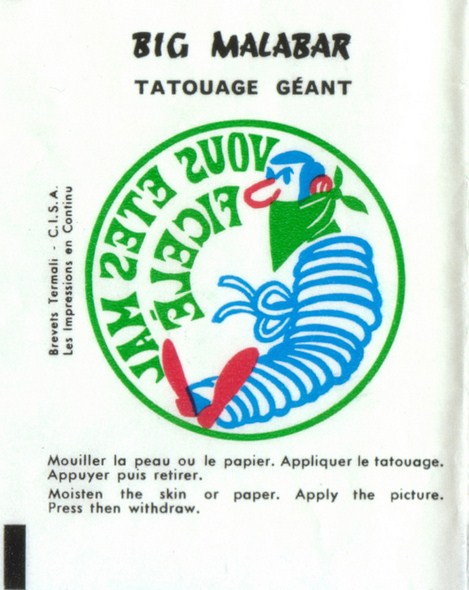 BIG MALABAR
TATOUAGE GÉANT
VOUS ETES MAL
FICELÉ
Brevets Termali - C.I.S.A.
Les Impressions en Continu
Mouiller la peau ou le papier. Appliquer le tatouage.
Appuyer puis retirer.
Moisten the skin or paper. Apply the picture.
Press then withdraw.